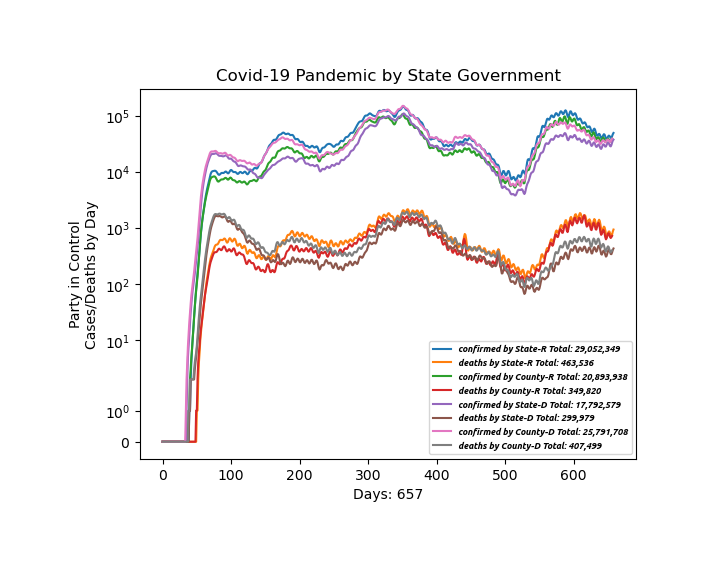 Covid-19 Pandemic by State Government
Party in Control
Cases/Deaths by Day
10^5
10^4
10^3
10^2
10^1
10^0
0
confirmed by State-R Total: 29,052,349
deaths by State-R Total: 463,536
confirmed by County-R Total: 20,893,938
deaths by County-R Total: 349,820
confirmed by State-D Total: 17,792,579
deaths by State-D Total: 299,979
confirmed by County-D Total: 25,791,708
deaths by County-D Total: 407,499
0 100 200 300 400 500 600
Days: 657